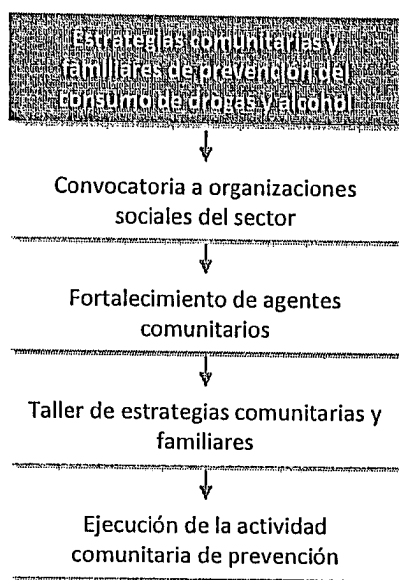 Estrategias comunitarias y
familiares de prevención del
consumo de drogas y alcohol
Convocatoria a organizaciones
sociales del sector
Fortalecimiento de agentes
comunitarios
Taller de estrategias comunitarias y
familiares
Ejecución de la actividad
comunitaria de prevención